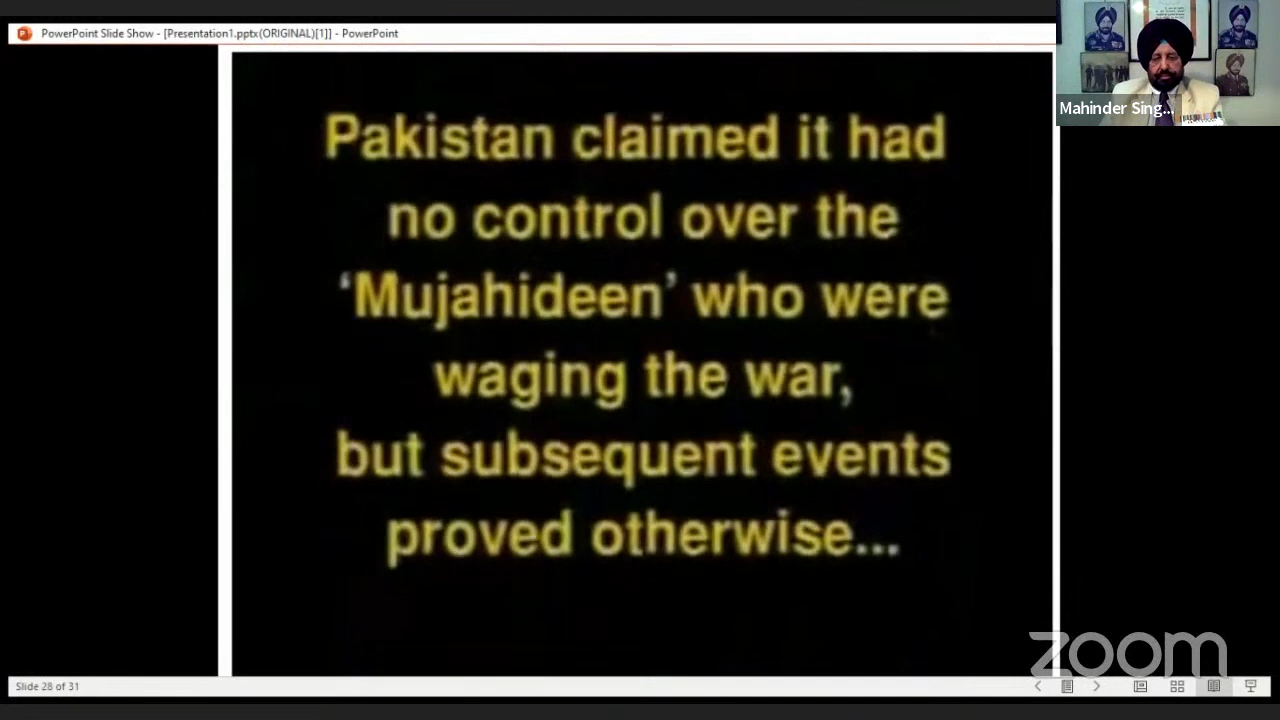 PowerPoint Slide Show - [Presentation1.pptx(ORIGINAL)[1]] - PowerPoint
Mahinder Sing...
Pakistan claimed it had
no control over the
‘Mujahideen’ who were
waging the war,
but subsequent events
proved otherwise...
zoom
Slide 28 of 31